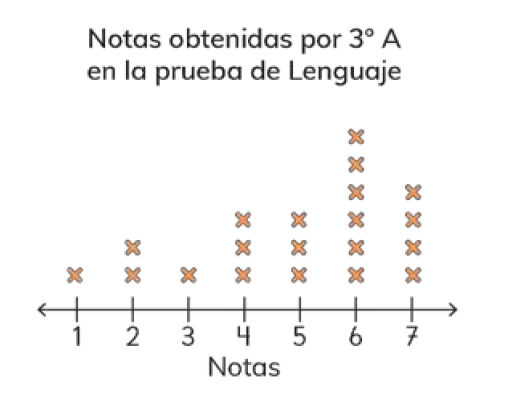 Notas obtenidas por 3° A
en la prueba de Lenguaje
1 2 3 4 5 6 7
Notas